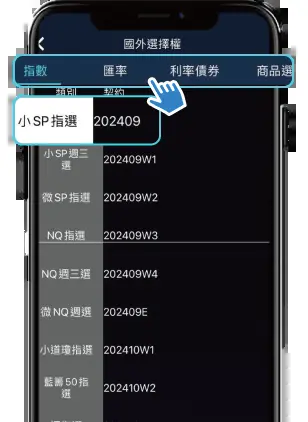 國外選擇權
指數 匯率 利率債券 商品選
類別 契約
小SP指選 202409
小SP週三選 202409W1
微SP指選 202409W2
NQ指選 202409W3
NQ週三選 202409W4
微NQ週選 202409E
小道瓊指選 202410W1
藍籌50指選 202410W2